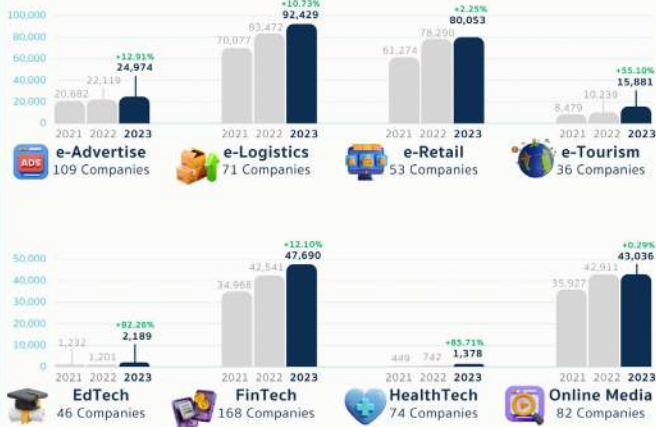 100,000
80,000
60,000
40,000
20,000
0
+12.91%
24,974
22,119
20,682
2021 2022 2023
ADS
e-Advertise
109 Companies
+10.73%
92,429
83,472
70,077
2021 2022 2023
e-Logistics
71 Companies
+2.25%
80,053
78,290
61,274
2021 2022 2023
e-Retail
53 Companies
+55.10%
15,881
10,239
8,479
2021 2022 2023
e-Tourism
36 Companies
50,000
40,000
30,000
20,000
10,000
0
+82.26%
2,189
1,232
1,201
2021 2022 2023
EdTech
46 Companies
+12.10%
47,690
42,541
34,968
2021 2022 2023
FinTech
168 Companies
+85.71%
1,378
449
742
2021 2022 2023
HealthTech
74 Companies
+0.29%
43,036
42,911
35,927
2021 2022 2023
Online Media
82 Companies